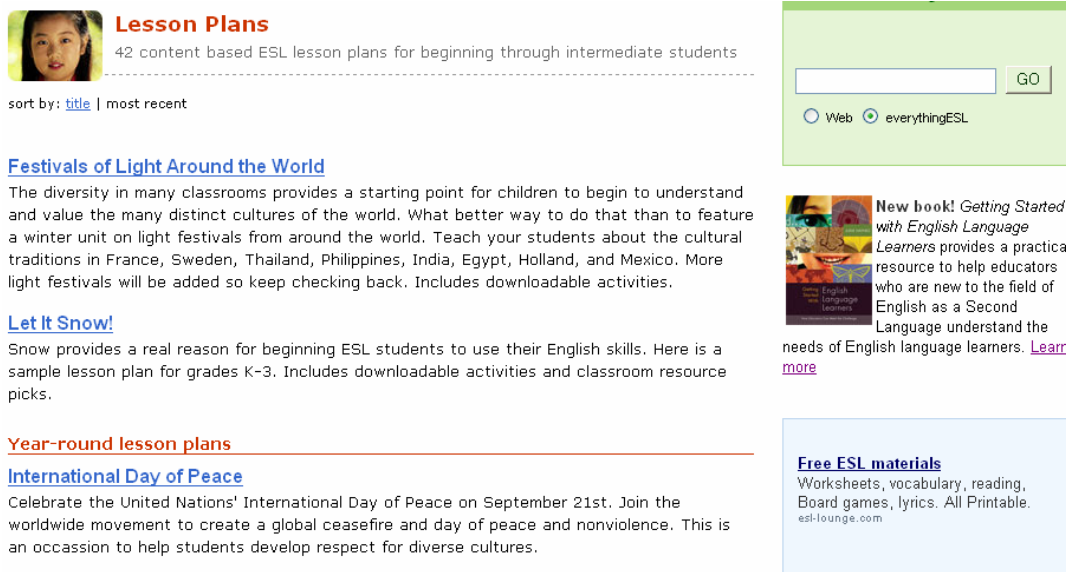 Lesson Plans
42 content based ESL lesson plans for beginning through intermediate students
sort by: title | most recent
Festivals of Light Around the World
The diversity in many classrooms provides a starting point for children to begin to understand
and value the many distinct cultures of the world. What better way to do that than to feature
a winter unit on light festivals from around the world. Teach your students about the cultural
traditions in France, Sweden, Thailand, Philippines, India, Egypt, Holland, and Mexico. More
light festivals will be added so keep checking back. Includes downloadable activities.
Let It Snow!
Snow provides a real reason for beginning ESL students to use their English skills. Here is a
sample lesson plan for grades K-3. Includes downloadable activities and classroom resource
picks.
Year-round lesson plans
International Day of Peace
Celebrate the United Nations' International Day of Peace on September 21st. Join the
worldwide movement to create a global ceasefire and day of peace and nonviolence. This is
an occassion to help students develop respect for diverse cultures.
GO
Web everythingESL
New book! Getting Started
with English Language
Learners provides a practica
resource to help educators
who are new to the field of
English as a Second
Language understand the
needs of English language learners. Learn
more
Getting Started with English
Language
Learners
Free ESL materials
Worksheets, vocabulary, reading,
Board games, lyrics. All Printable.
esl-lounge.com